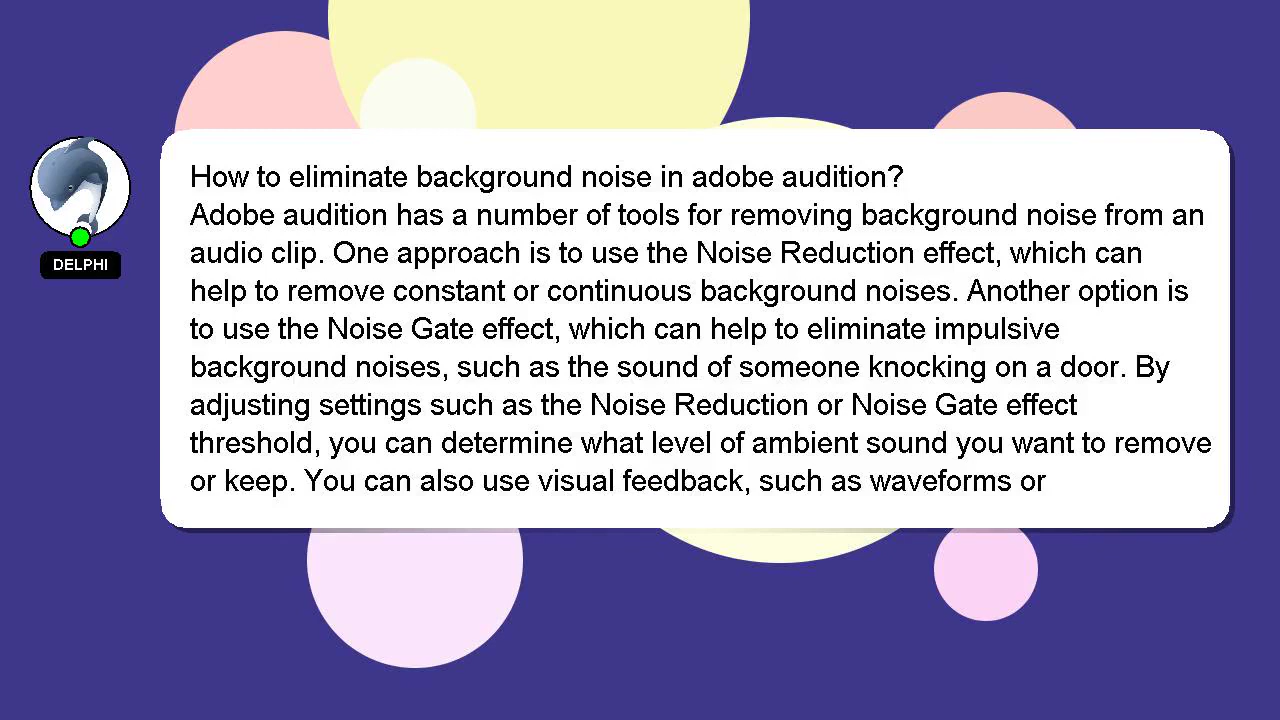 How to eliminate background noise in adobe audition?
Adobe audition has a number of tools for removing background noise from an
audio clip. One approach is to use the Noise Reduction effect, which can
help to remove constant or continuous background noises. Another option is
to use the Noise Gate effect, which can help to eliminate impulsive
background noises, such as the sound of someone knocking on a door. By
adjusting settings such as the Noise Reduction or Noise Gate effect
threshold, you can determine what level of ambient sound you want to remove
or keep. You can also use visual feedback, such as waveforms or
DELPHI